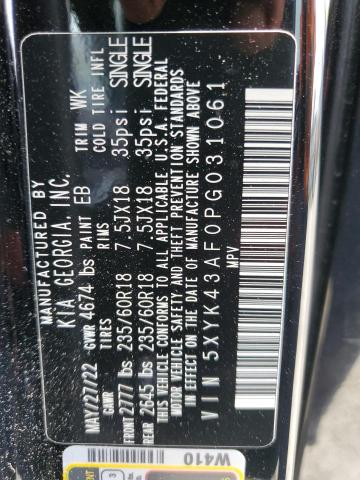 MANUFACTURED BY
KIA GEORGIA, INC.
MAY/27/22 PAINT EB TRIM WK
GVWR 4674 lbs
GAWR TIRES RIMS COLD TIRE INFL
FRONT 2777 lbs 235/60R18 7.5JX18 35psi SINGLE
REAR 2645 lbs 235/60R18 7.5JX18 35psi SINGLE
THIS VEHICLE CONFORMS TO ALL APPLICABLE U.S.A. FEDERAL
MOTOR VEHICLE SAFETY AND THEFT PREVENTION STANDARDS
IN EFFECT ON THE DATE OF MANUFACTURE SHOWN ABOVE
VIN 5XYK43AF0PG031061
MPV
W410